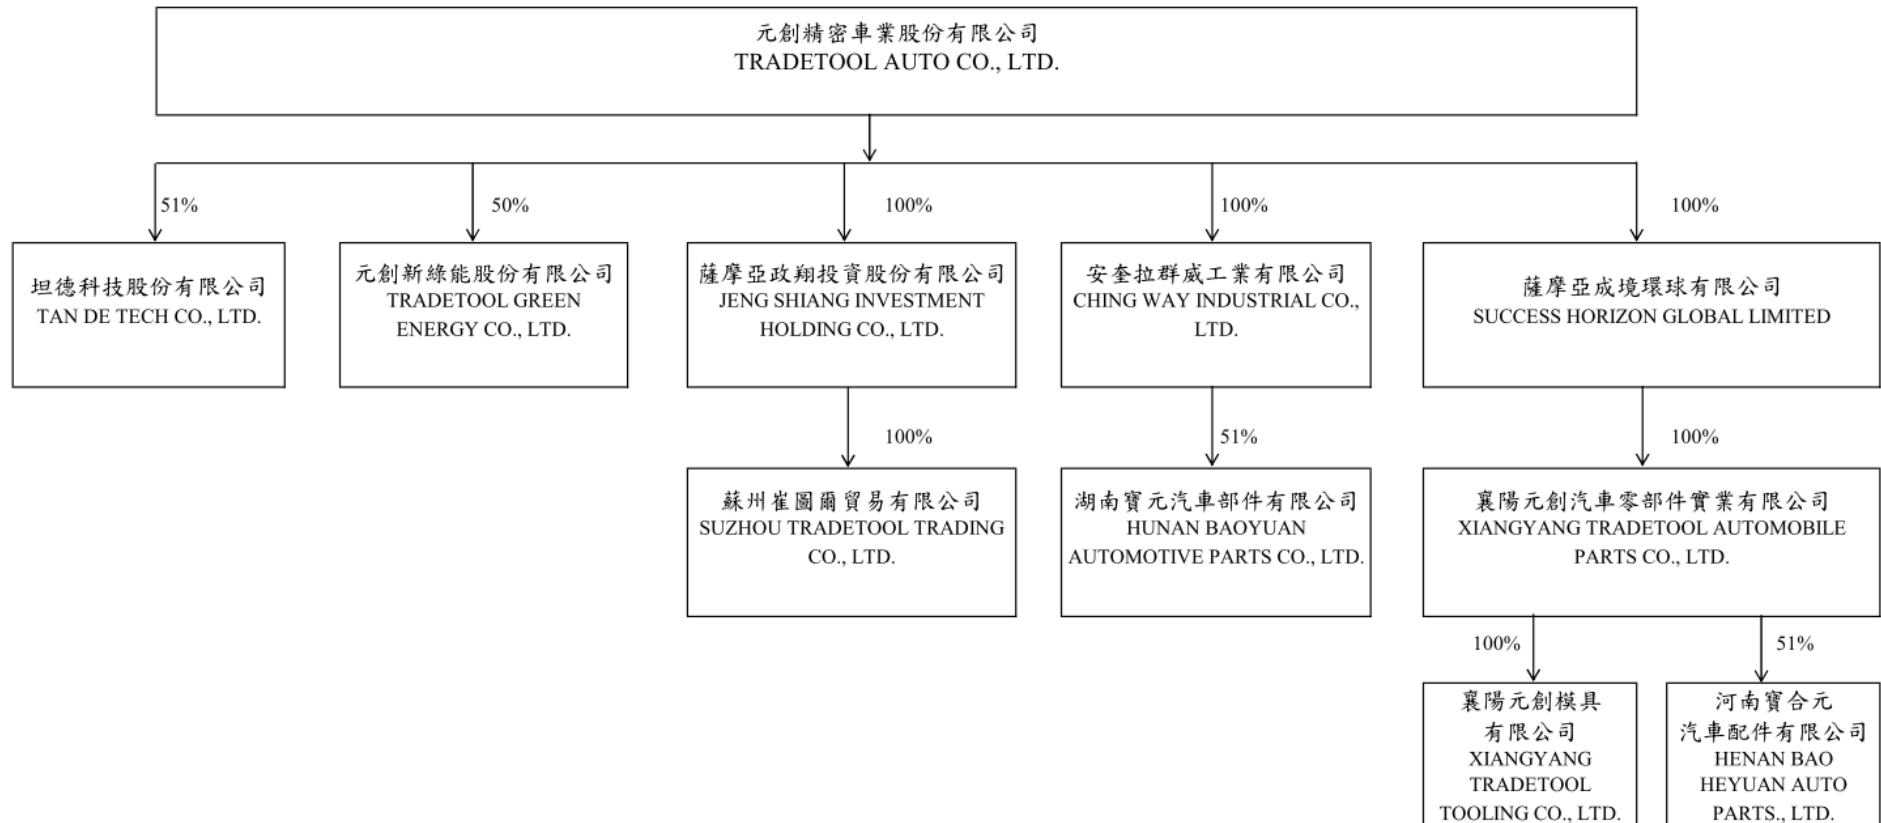 元創精密車業股份有限公司
TRADETOOL AUTO CO., LTD.
51%
50%
100%
100%
100%
坦德科技股份有限公司
TAN DE TECH CO., LTD.
元創新綠能股份有限公司
TRADETOOL GREEN
ENERGY CO., LTD.
薩摩亞政翔投資股份有限公司
JENG SHIANG INVESTMENT
HOLDING CO., LTD.
安奎拉群威工業有限公司
CHING WAY INDUSTRIAL CO.,
LTD.
薩摩亞成境環球有限公司
SUCCESS HORIZON GLOBAL LIMITED
100%
51%
100%
蘇州崔圖爾貿易有限公司
SUZHOU TRADETOOL TRADING
CO., LTD.
湖南寶元汽車部件有限公司
HUNAN BAOYUAN
AUTOMOTIVE PARTS CO., LTD.
襄陽元創汽車零部件實業有限公司
XIANGYANG TRADETOOL AUTOMOBILE
PARTS CO., LTD.
100%
51%
襄陽元創模具
有限公司
XIANGYANG
TRADETOOL
TOOLING CO., LTD.
河南寶合元
汽車配件有限公司
HENAN BAO
HEYUAN AUTO
PARTS., LTD.